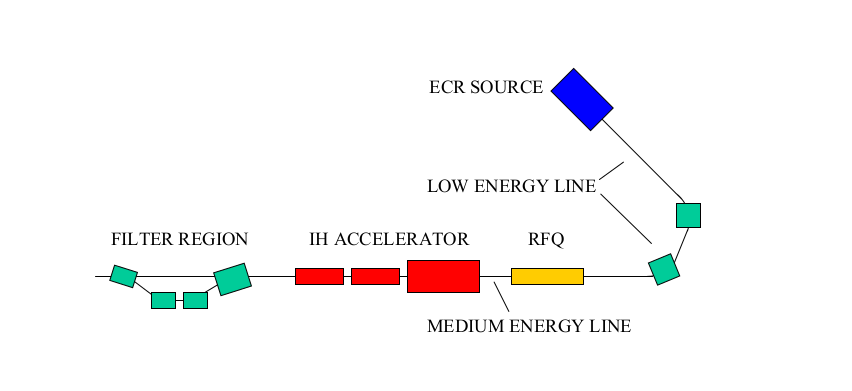 ECR SOURCE
LOW ENERGY LINE
FILTER REGION
IH ACCELERATOR
RFQ
MEDIUM ENERGY LINE